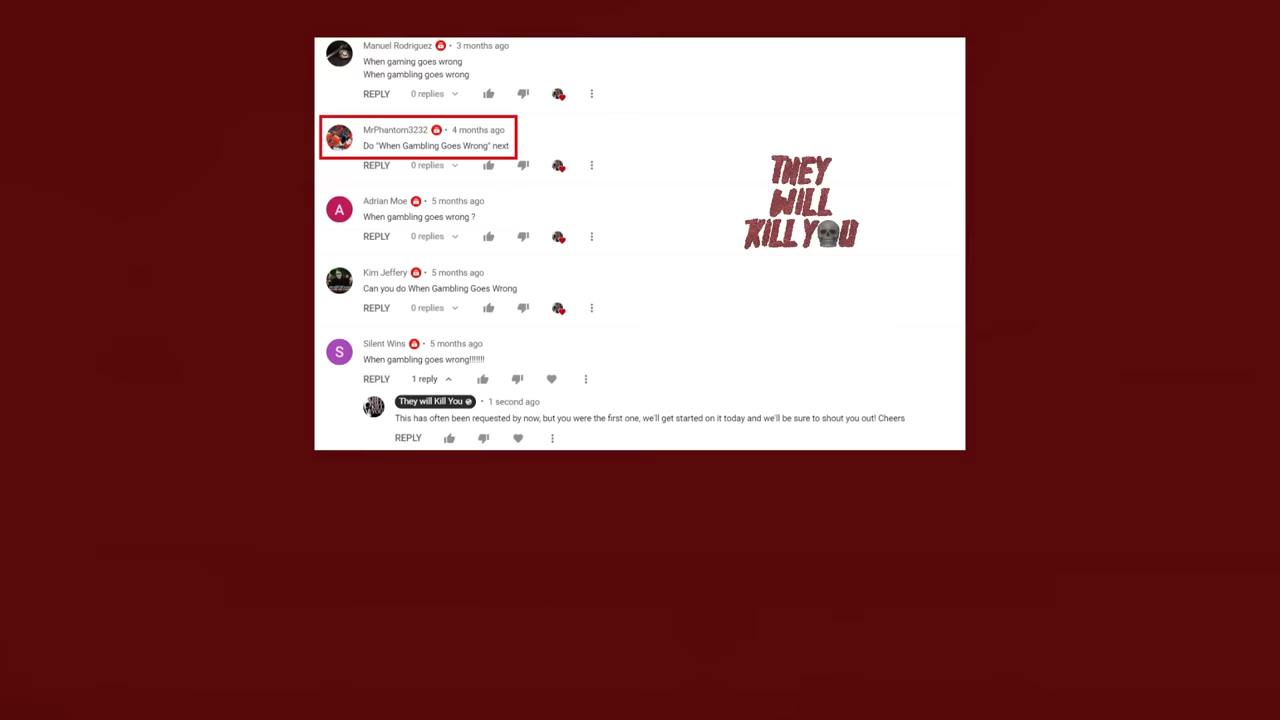 Manuel Rodriguez • 3 months ago
When gaming goes wrong
When gambling goes wrong
REPLY 0 replies
MrPhantom3232 • 4 months ago
Do "When Gambling Goes Wrong" next
REPLY 0 replies
THEY
WILL
KILL YOU
A
Adrian Moe • 5 months ago
When gambling goes wrong ?
REPLY 0 replies
Kim Jeffery • 5 months ago
Can you do When Gambling Goes Wrong
REPLY 0 replies
S
Silent Wins • 5 months ago
When gambling goes wrong!!!!!!!
REPLY 1 reply
They will Kill You • 1 second ago
This has often been requested by now, but you were the first one, we'll get started on it today and we'll be sure to shout you out! Cheers
REPLY